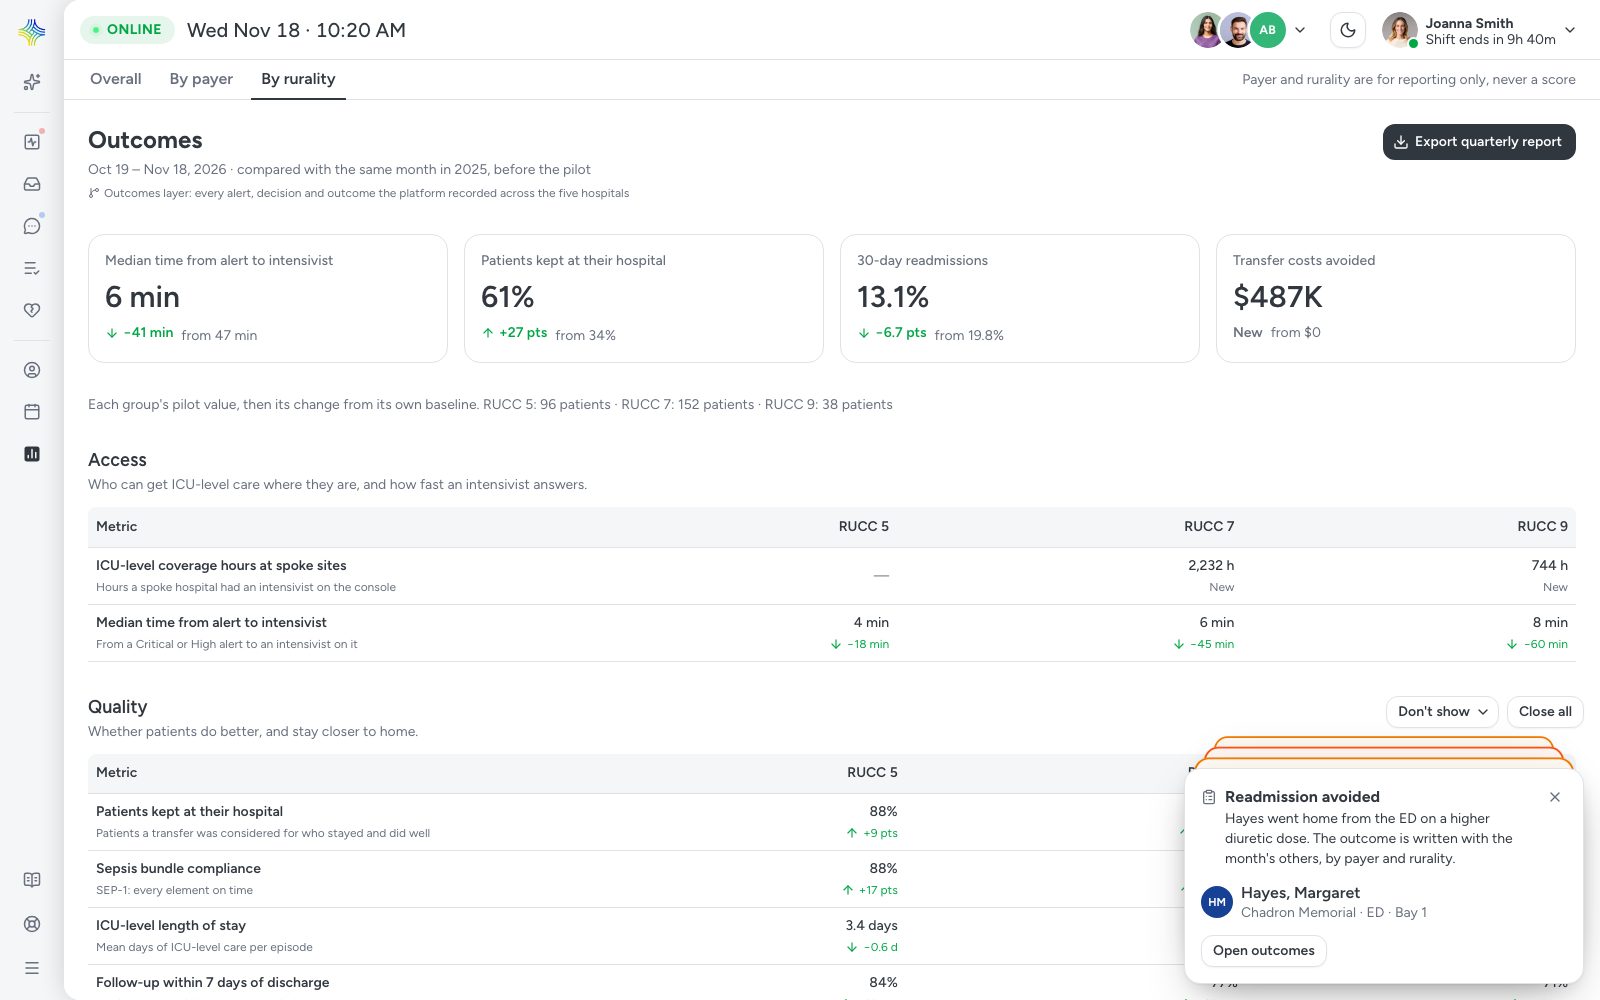 ONLINE
Wed Nov 18 · 10:20 AM
AB
Joanna Smith
Shift ends in 9h 40m
Overall
By payer
By rurality
Payer and rurality are for reporting only, never a score
Outcomes
Export quarterly report
Oct 19 – Nov 18, 2026 · compared with the same month in 2025, before the pilot
Outcomes layer: every alert, decision and outcome the platform recorded across the five hospitals
Median time from alert to intensivist
6 min
−41 min from 47 min
Patients kept at their hospital
61%
+27 pts from 34%
30-day readmissions
13.1%
−6.7 pts from 19.8%
Transfer costs avoided
$487K
New from $0
Each group's pilot value, then its change from its own baseline. RUCC 5: 96 patients · RUCC 7: 152 patients · RUCC 9: 38 patients
Access
Who can get ICU-level care where they are, and how fast an intensivist answers.
Metric RUCC 5 RUCC 7 RUCC 9
ICU-level coverage hours at spoke sites — 2,232 h 744 h
Hours a spoke hospital had an intensivist on the console New New
Median time from alert to intensivist 4 min 6 min 8 min
From a Critical or High alert to an intensivist on it −18 min −45 min −60 min
Quality
Whether patients do better, and stay closer to home.
Don't show
Close all
Metric RUCC 5
Patients kept at their hospital 88%
Patients a transfer was considered for who stayed and did well +9 pts
Sepsis bundle compliance 88%
SEP-1: every element on time +17 pts
ICU-level length of stay 3.4 days
Mean days of ICU-level care per episode −0.6 d
Follow-up within 7 days of discharge 84%
Readmission avoided
Hayes went home from the ED on a higher
diuretic dose. The outcome is written with the
month's others, by payer and rurality.
HM
Hayes, Margaret
Chadron Memorial · ED · Bay 1
Open outcomes